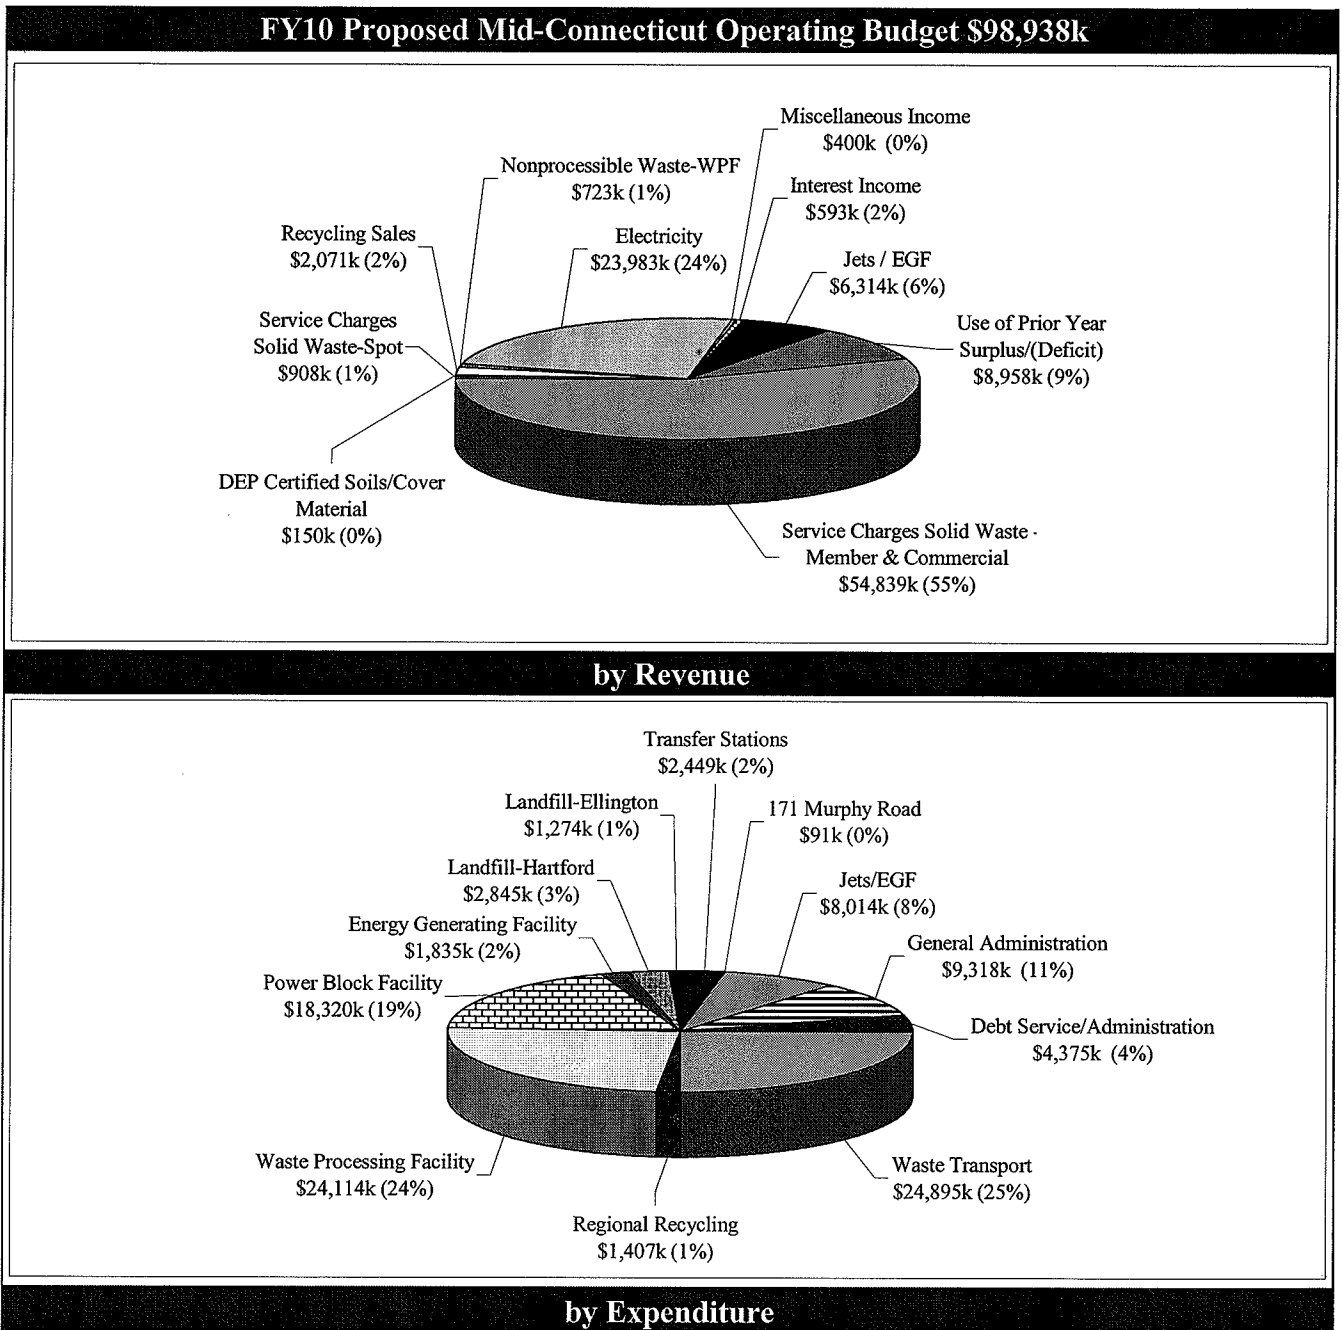 FY10 Proposed Mid-Connecticut Operating Budget $98,938k
Miscellaneous Income
$400k (0%)
Nonprocessible Waste-WPF
$723k (1%)
Interest Income
$593k (2%)
Recycling Sales
$2,071k (2%)
Electricity
$23,983k (24%)
Jets / EGF
$6,314k (6%)
Service Charges
Solid Waste-Spot
$908k (1%)
Use of Prior Year
Surplus/(Deficit)
$8,958k (9%)
DEP Certified Soils/Cover
Material
$150k (0%)
Service Charges Solid Waste -
Member & Commercial
$54,839k (55%)
by Revenue
Transfer Stations
$2,449k (2%)
Landfill-Ellington
$1,274k (1%)
171 Murphy Road
$91k (0%)
Landfill-Hartford
$2,845k (3%)
Jets/EGF
$8,014k (8%)
Energy Generating Facility
$1,835k (2%)
General Administration
$9,318k (11%)
Power Block Facility
$18,320k (19%)
Debt Service/Administration
$4,375k (4%)
Waste Processing Facility
$24,114k (24%)
Waste Transport
$24,895k (25%)
Regional Recycling
$1,407k (1%)
by Expenditure